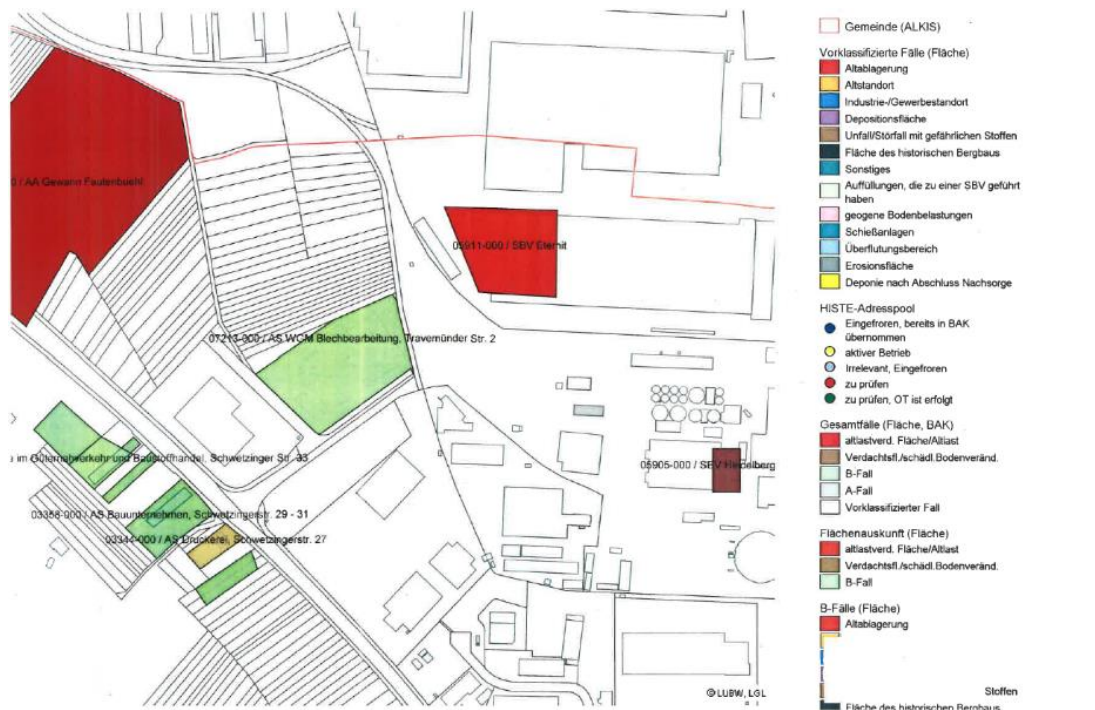 0 / AA Gewann Fautenbuehl
05911-000 / SBV Eternit
07213-000 / AS WGM Blechbearbeitung, Travemünder Str. 2
im Güternahverkehr und Baustoffhandel, Schwetzinger Str. 33
03358-000 / AS Bauunternehmen, Schwetzingerstr. 29 - 31
03344-000 / AS Druckerei, Schwetzingerstr. 27
05905-000 / SBV Heidelberg
©LUBW, LGL
Gemeinde (ALKIS)
Vorklassifizierte Fälle (Fläche)
Altablagerung
Altstandort
Industrie-/Gewerbestandort
Depositionsfläche
Unfall/Störfall mit gefährlichen Stoffen
Fläche des historischen Bergbaus
Sonstiges
Auffüllungen, die zu einer SBV geführt
haben
geogene Bodenbelastungen
Schießanlagen
Überflutungsbereich
Erosionsfläche
Deponie nach Abschluss Nachsorge
HISTE-Adresspool
Eingefroren, bereits in BAK
übernommen
aktiver Betrieb
Irrelevant, Eingefroren
zu prüfen
zu prüfen, OT ist erfolgt
Gesamtfälle (Fläche, BAK)
altlastverd. Fläche/Altlast
Verdachtsfl./schädl.Bodenveränd.
B-Fall
A-Fall
Vorklassifizierter Fall
Flächenauskunft (Fläche)
altlastverd. Fläche/Altlast
Verdachtsfl./schädl.Bodenveränd.
B-Fall
B-Fälle (Fläche)
Altablagerung
Stoffen
Fläche des historischen Bergbaus